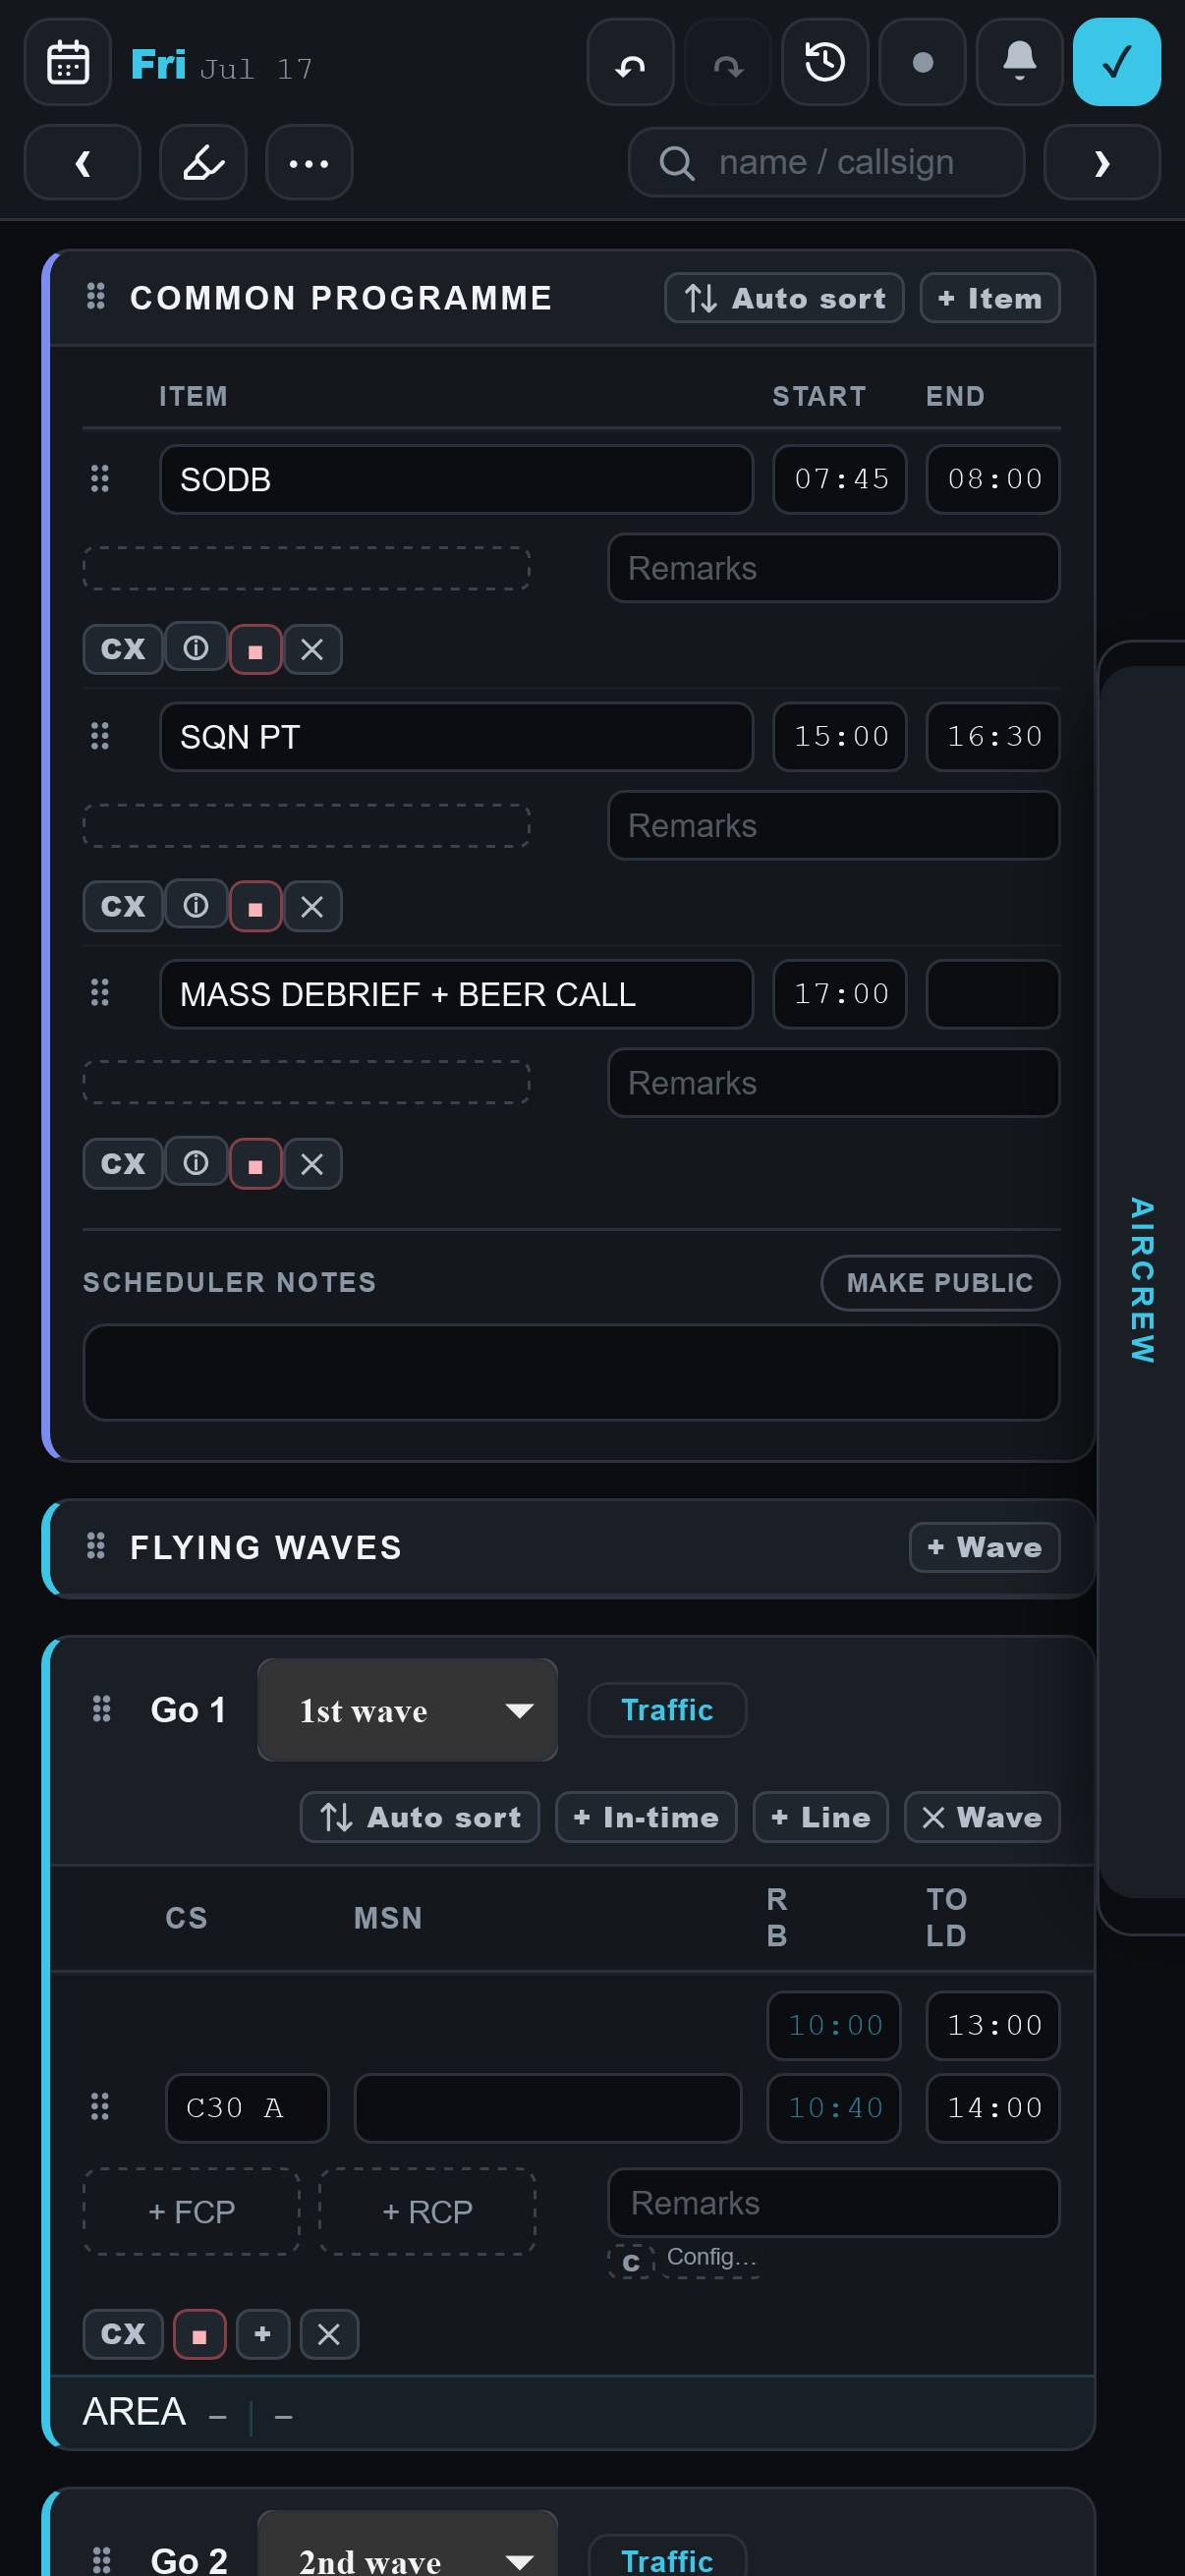 Fri Jul 17
name / callsign
COMMON PROGRAMME Auto sort + Item
ITEM START END
SODB 07:45 08:00
Remarks
CX
SQN PT 15:00 16:30
Remarks
CX
MASS DEBRIEF + BEER CALL 17:00
Remarks
CX
SCHEDULER NOTES MAKE PUBLIC
AIRCREW
FLYING WAVES + Wave
Go 1 1st wave Traffic
Auto sort + In-time + Line × Wave
CS MSN R TO
B LD
10:00 13:00
C30 A 10:40 14:00
+ FCP + RCP Remarks
C Config...
CX + ×
AREA – | –
Go 2 2nd wave Traffic